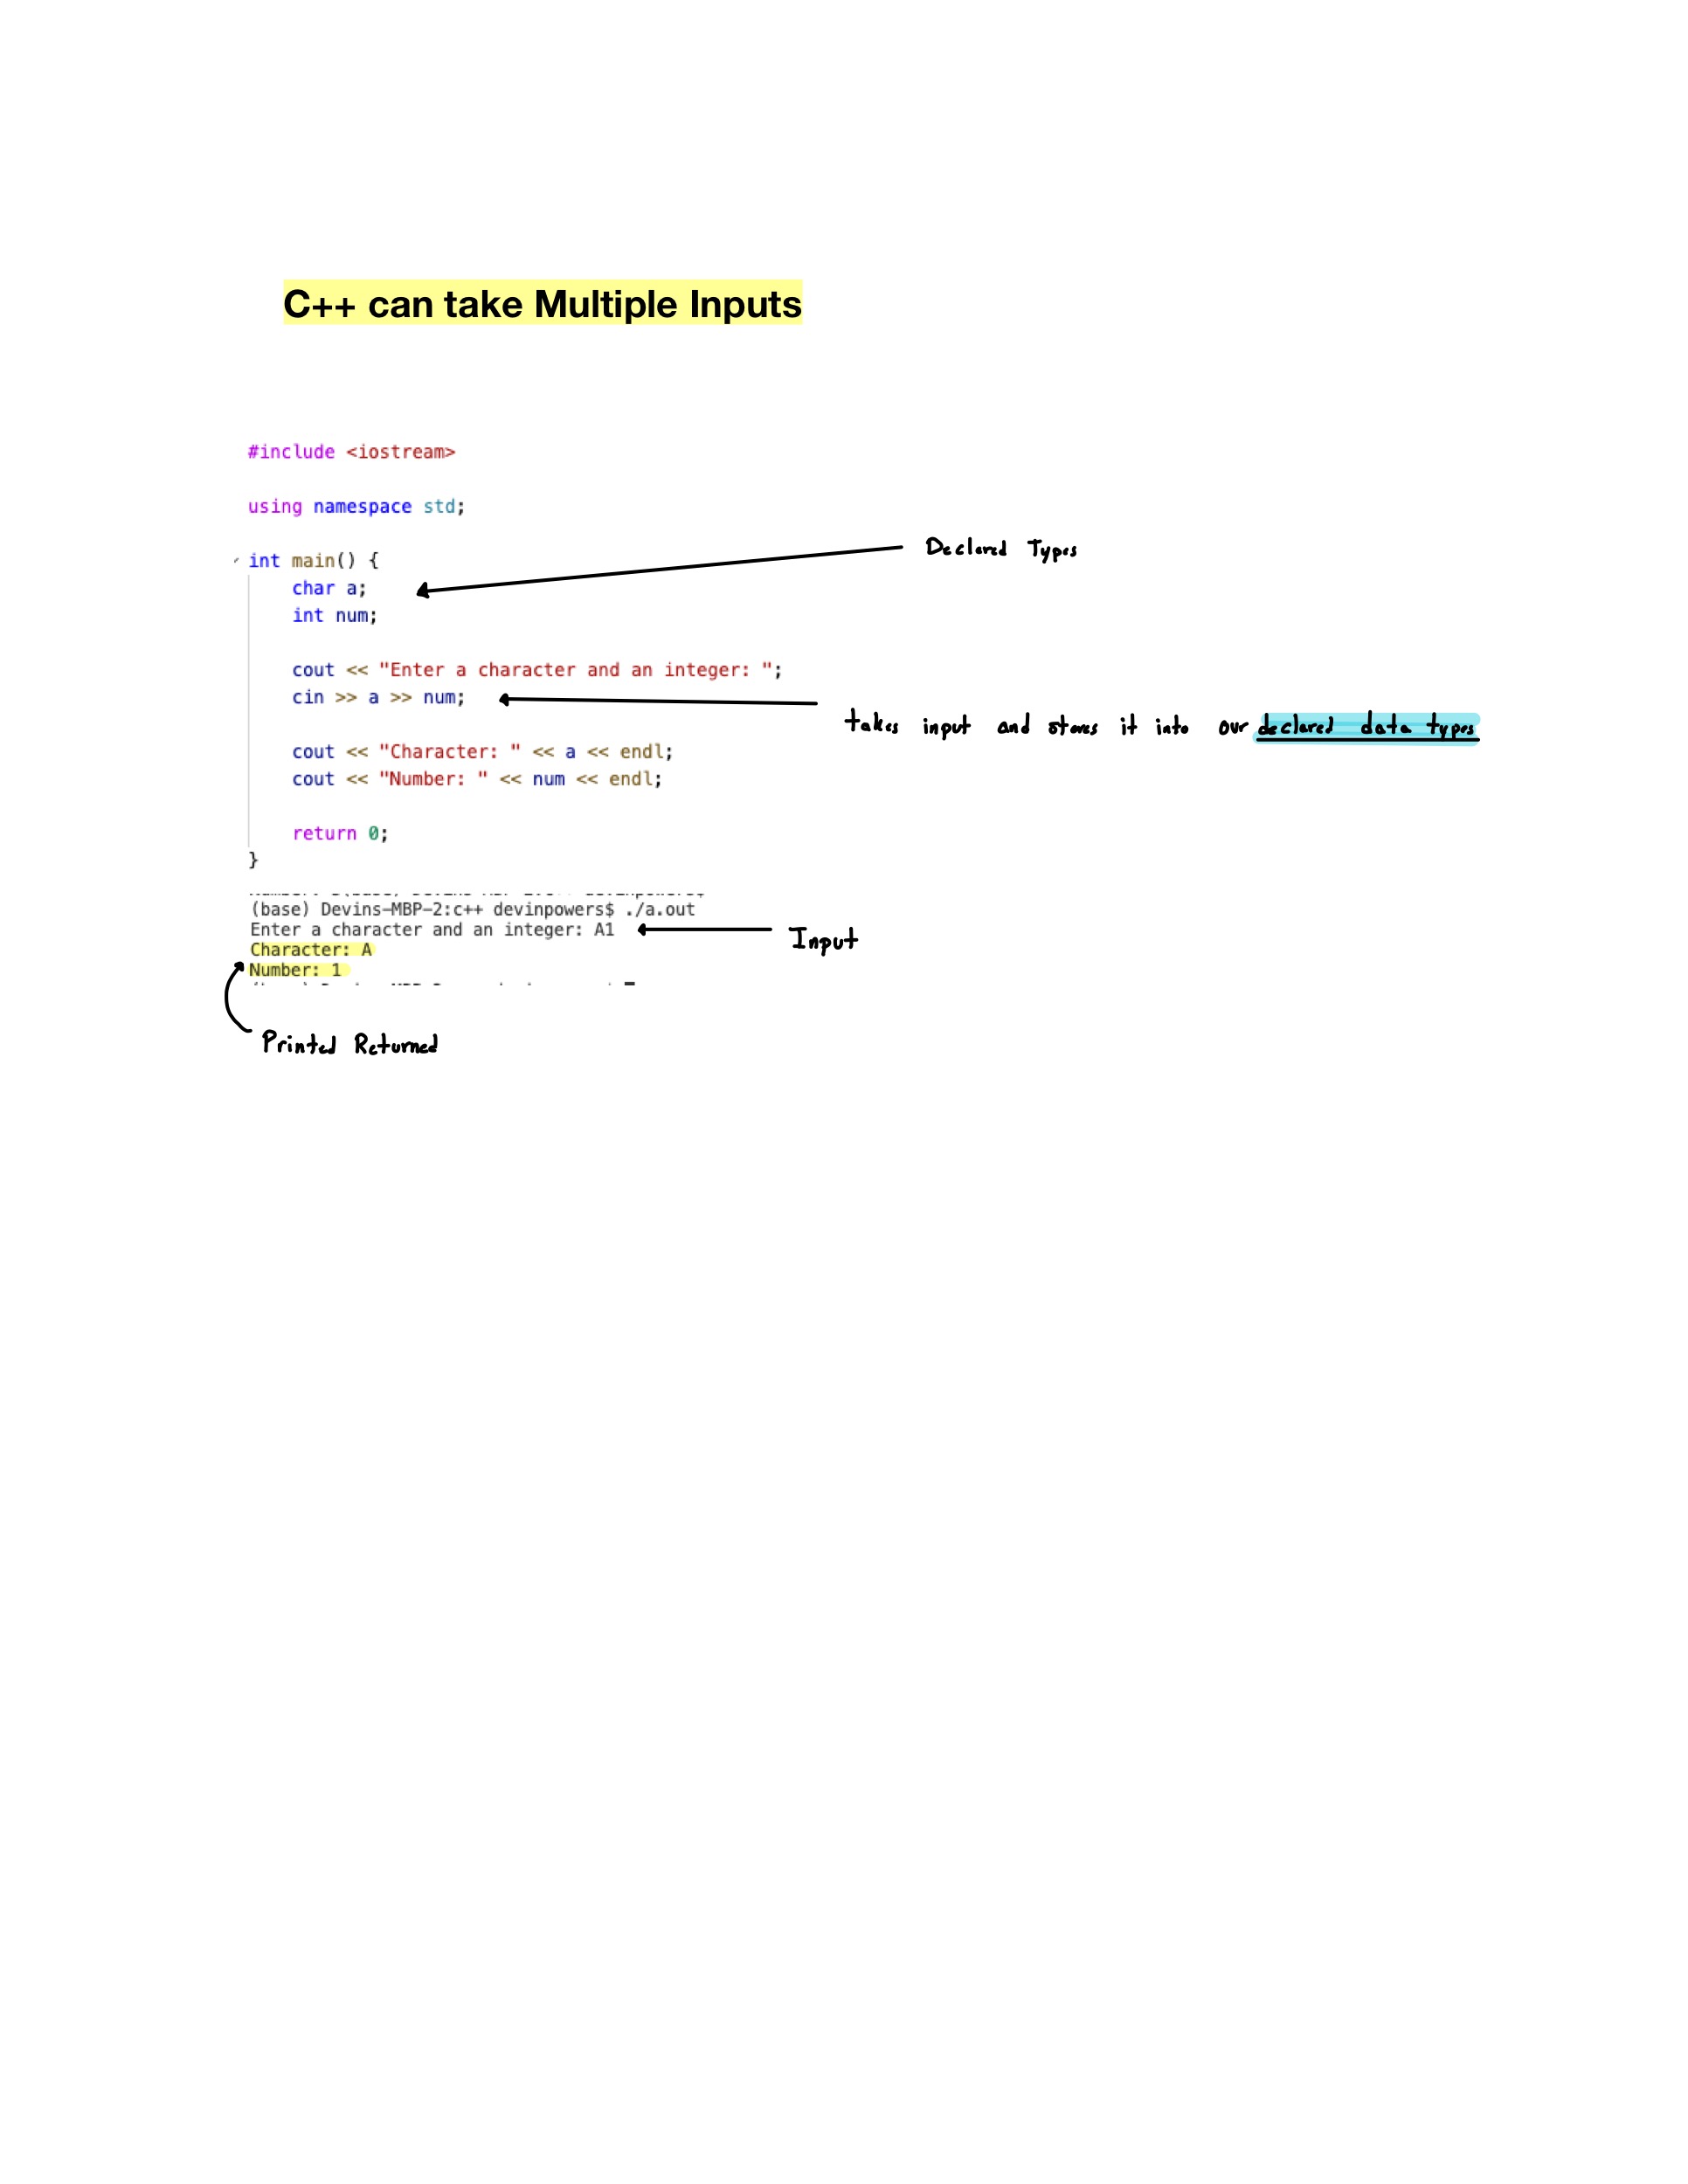 C++ can take Multiple Inputs
#include <iostream>
using namespace std;
int main() {
Declared Types
char a;
int num;
cout << "Enter a character and an integer: ";
cin >> a >> num;
takes input and stores it into our declared data types
cout << "Character: " << a << endl;
cout << "Number: " << num << endl;
return 0;
}
(base) Devins-MBP-2:c++ devinpowers$ ./a.out
Enter a character and an integer: A1
Input
Character: A
Number: 1
Printed Returned